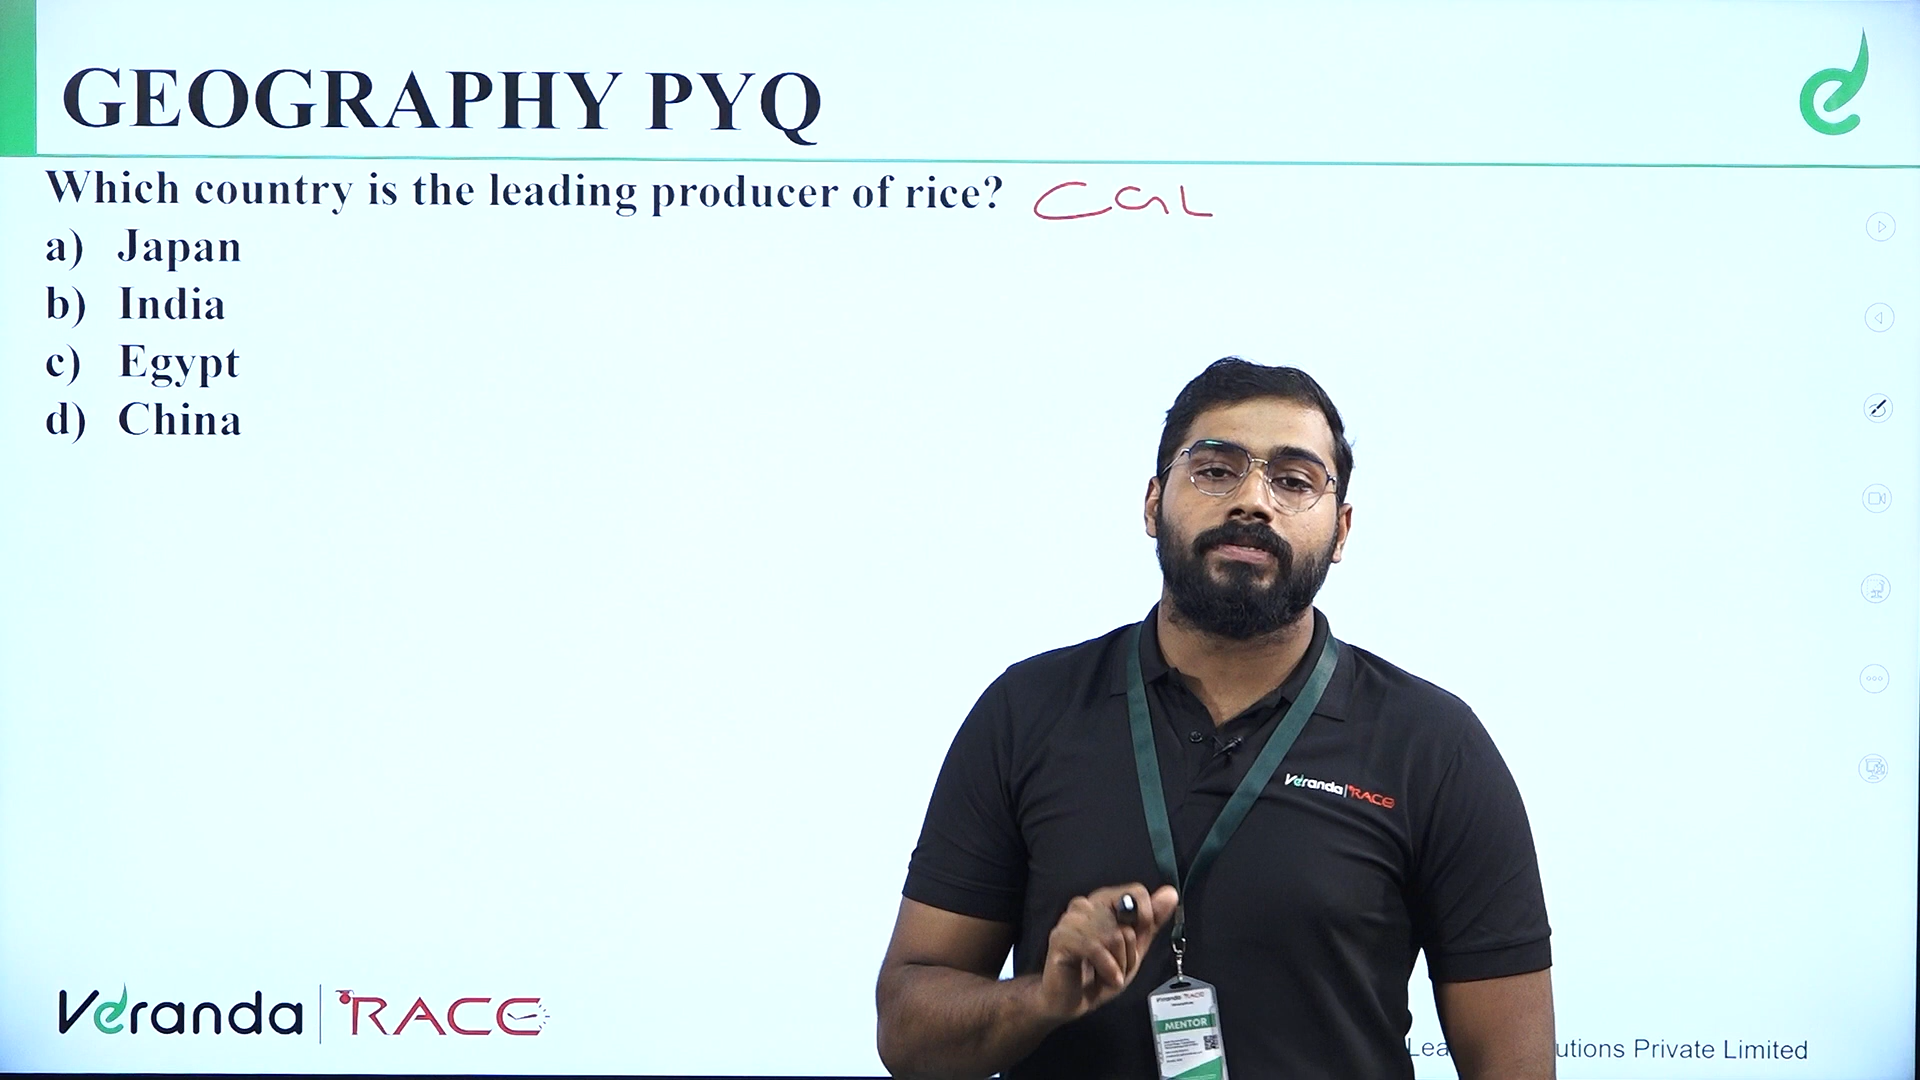 GEOGRAPHY PYQ
Which country is the leading producer of rice? CGL
a) Japan
b) India
c) Egypt
d) China
Veranda RACE
MENTOR
Veranda RACE
utions Private Limited